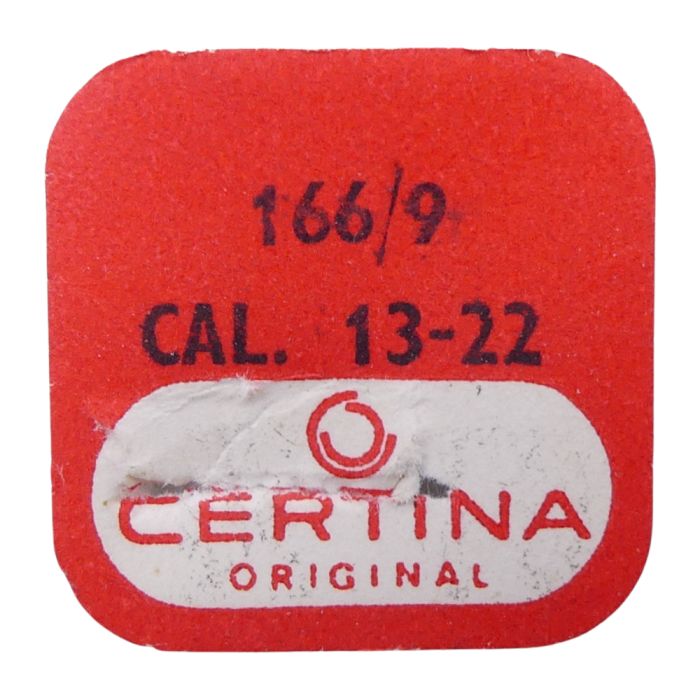 166/9
CAL. 13-22
CERTINA
ORIGINAL